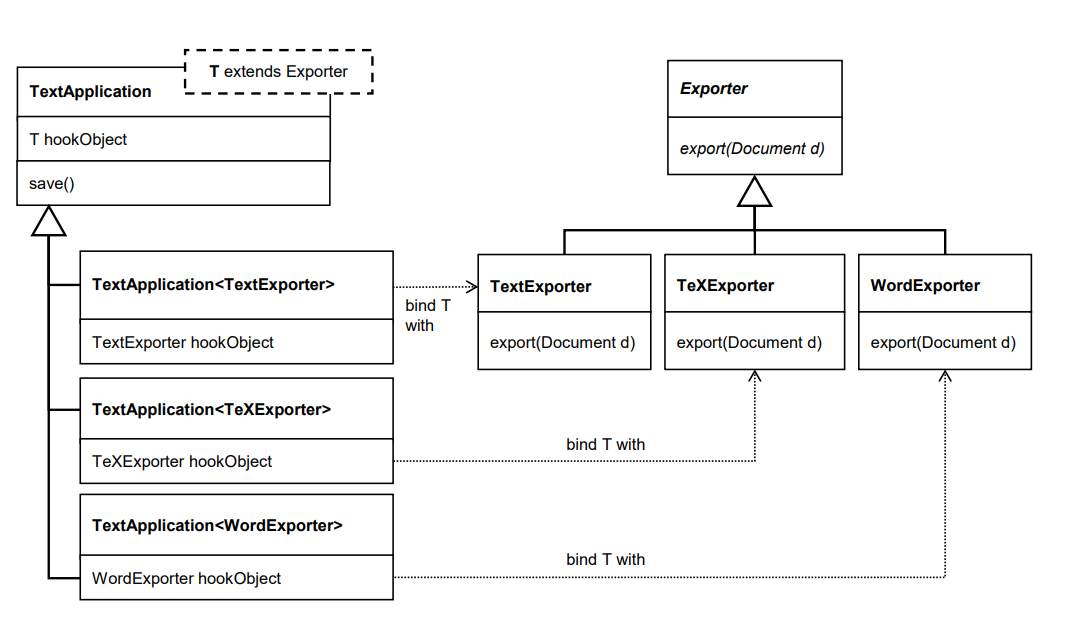 T extends Exporter
TextApplication
T hookObject
save()
Exporter
export(Document d)
TextApplication<TextExporter>
TextExporter hookObject
bind T
with
TextExporter
export(Document d)
TeXExporter
export(Document d)
WordExporter
export(Document d)
TextApplication<TeXExporter>
TeXExporter hookObject
bind T with
TextApplication<WordExporter>
WordExporter hookObject
bind T with